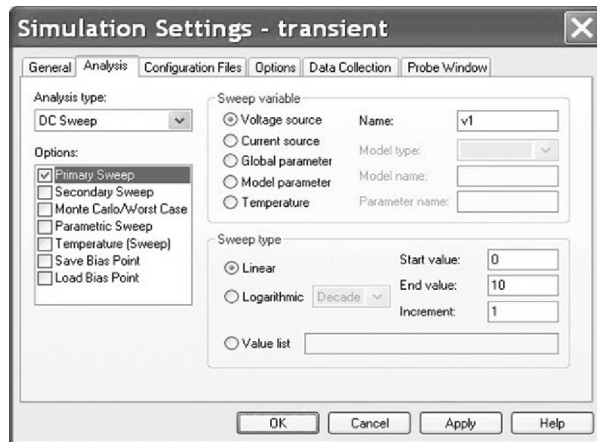 Simulation Settings - transient
General Analysis Configuration Files Options Data Collection Probe Window
Analysis type:
DC Sweep
Options:
Primary Sweep
Secondary Sweep
Monte Carlo/Worst Case
Parametric Sweep
Temperature (Sweep)
Save Bias Point
Load Bias Point
Sweep variable
Voltage source
Current source
Global parameter
Model parameter
Temperature
Name: v1
Model type:
Model name:
Parameter name:
Sweep type
Linear
Logarithmic Decade
Value list
Start value: 0
End value: 10
Increment: 1
OK Cancel Apply Help